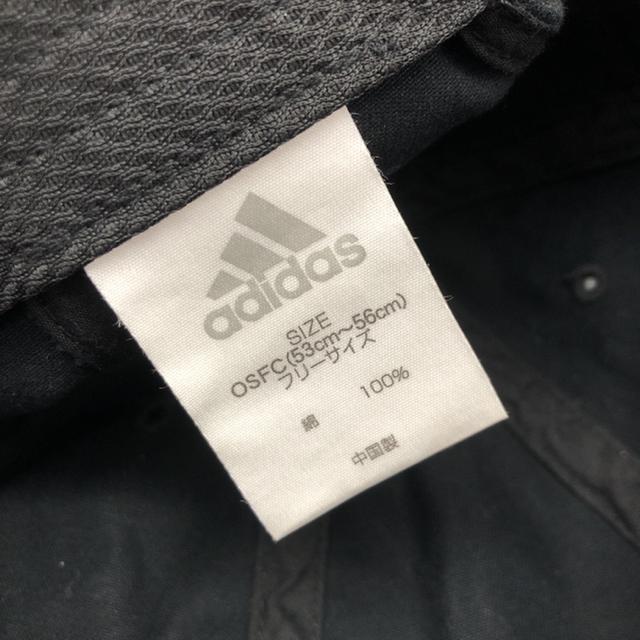 adidas
SIZE
OSFC(53cm~56cm)
フリーサイズ
綿 100%
中国製